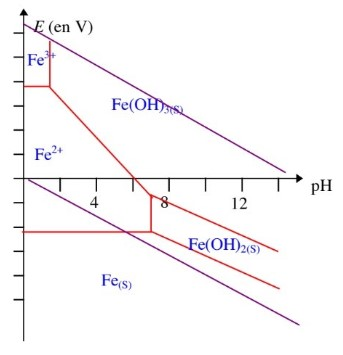 E (en V)
Fe³⁺
Fe(OH)₃₍S₎
Fe²⁺
pH
4 8 12
Fe(OH)₂₍S₎
Fe₍S₎